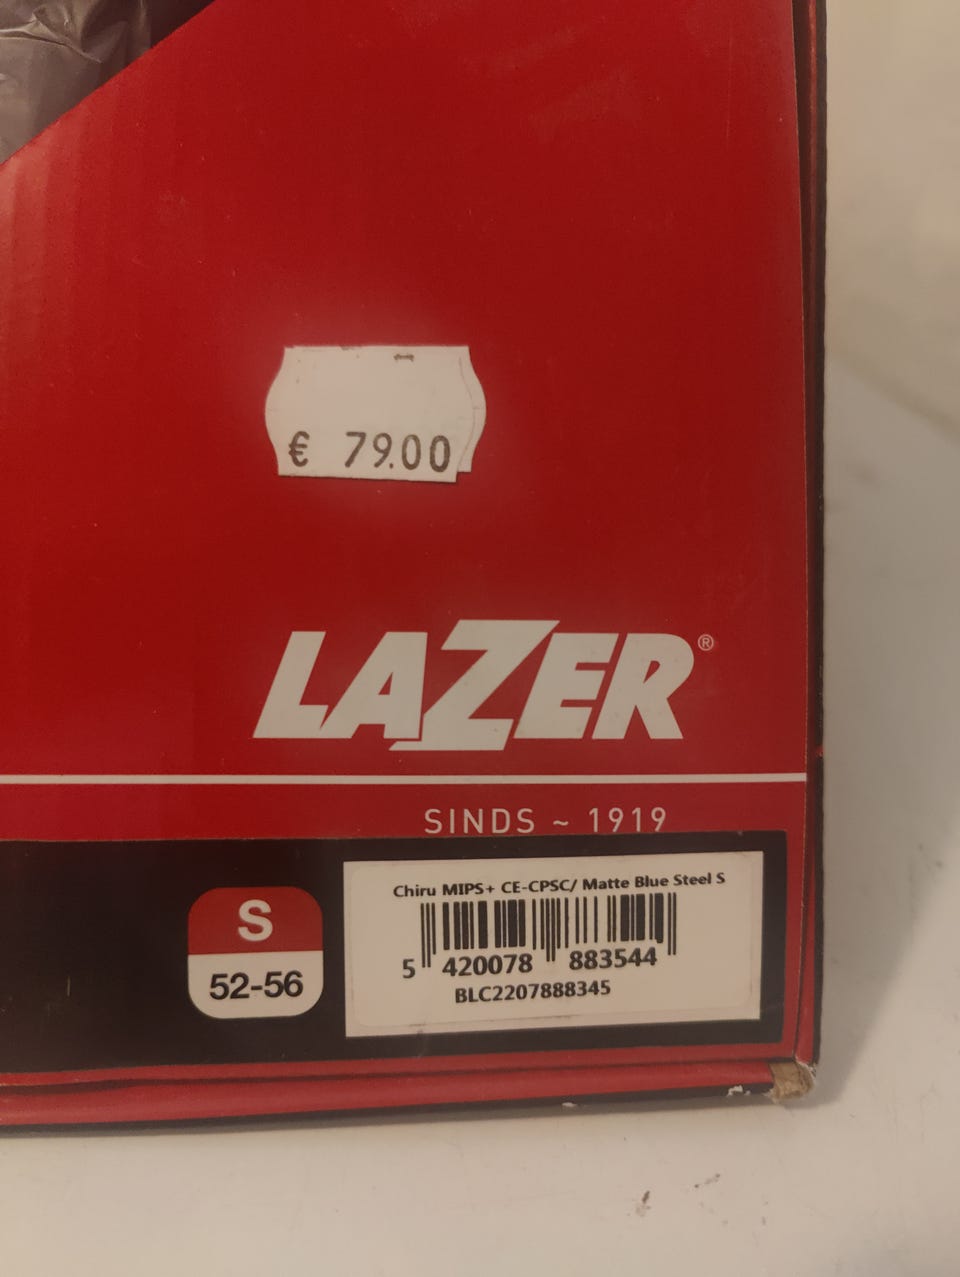 € 79.00
LAZER®
SINDS ~ 1919
S
52-56
Chiru MIPS+ CE-CPSC/ Matte Blue Steel S
5 420078 883544
BLC2207888345